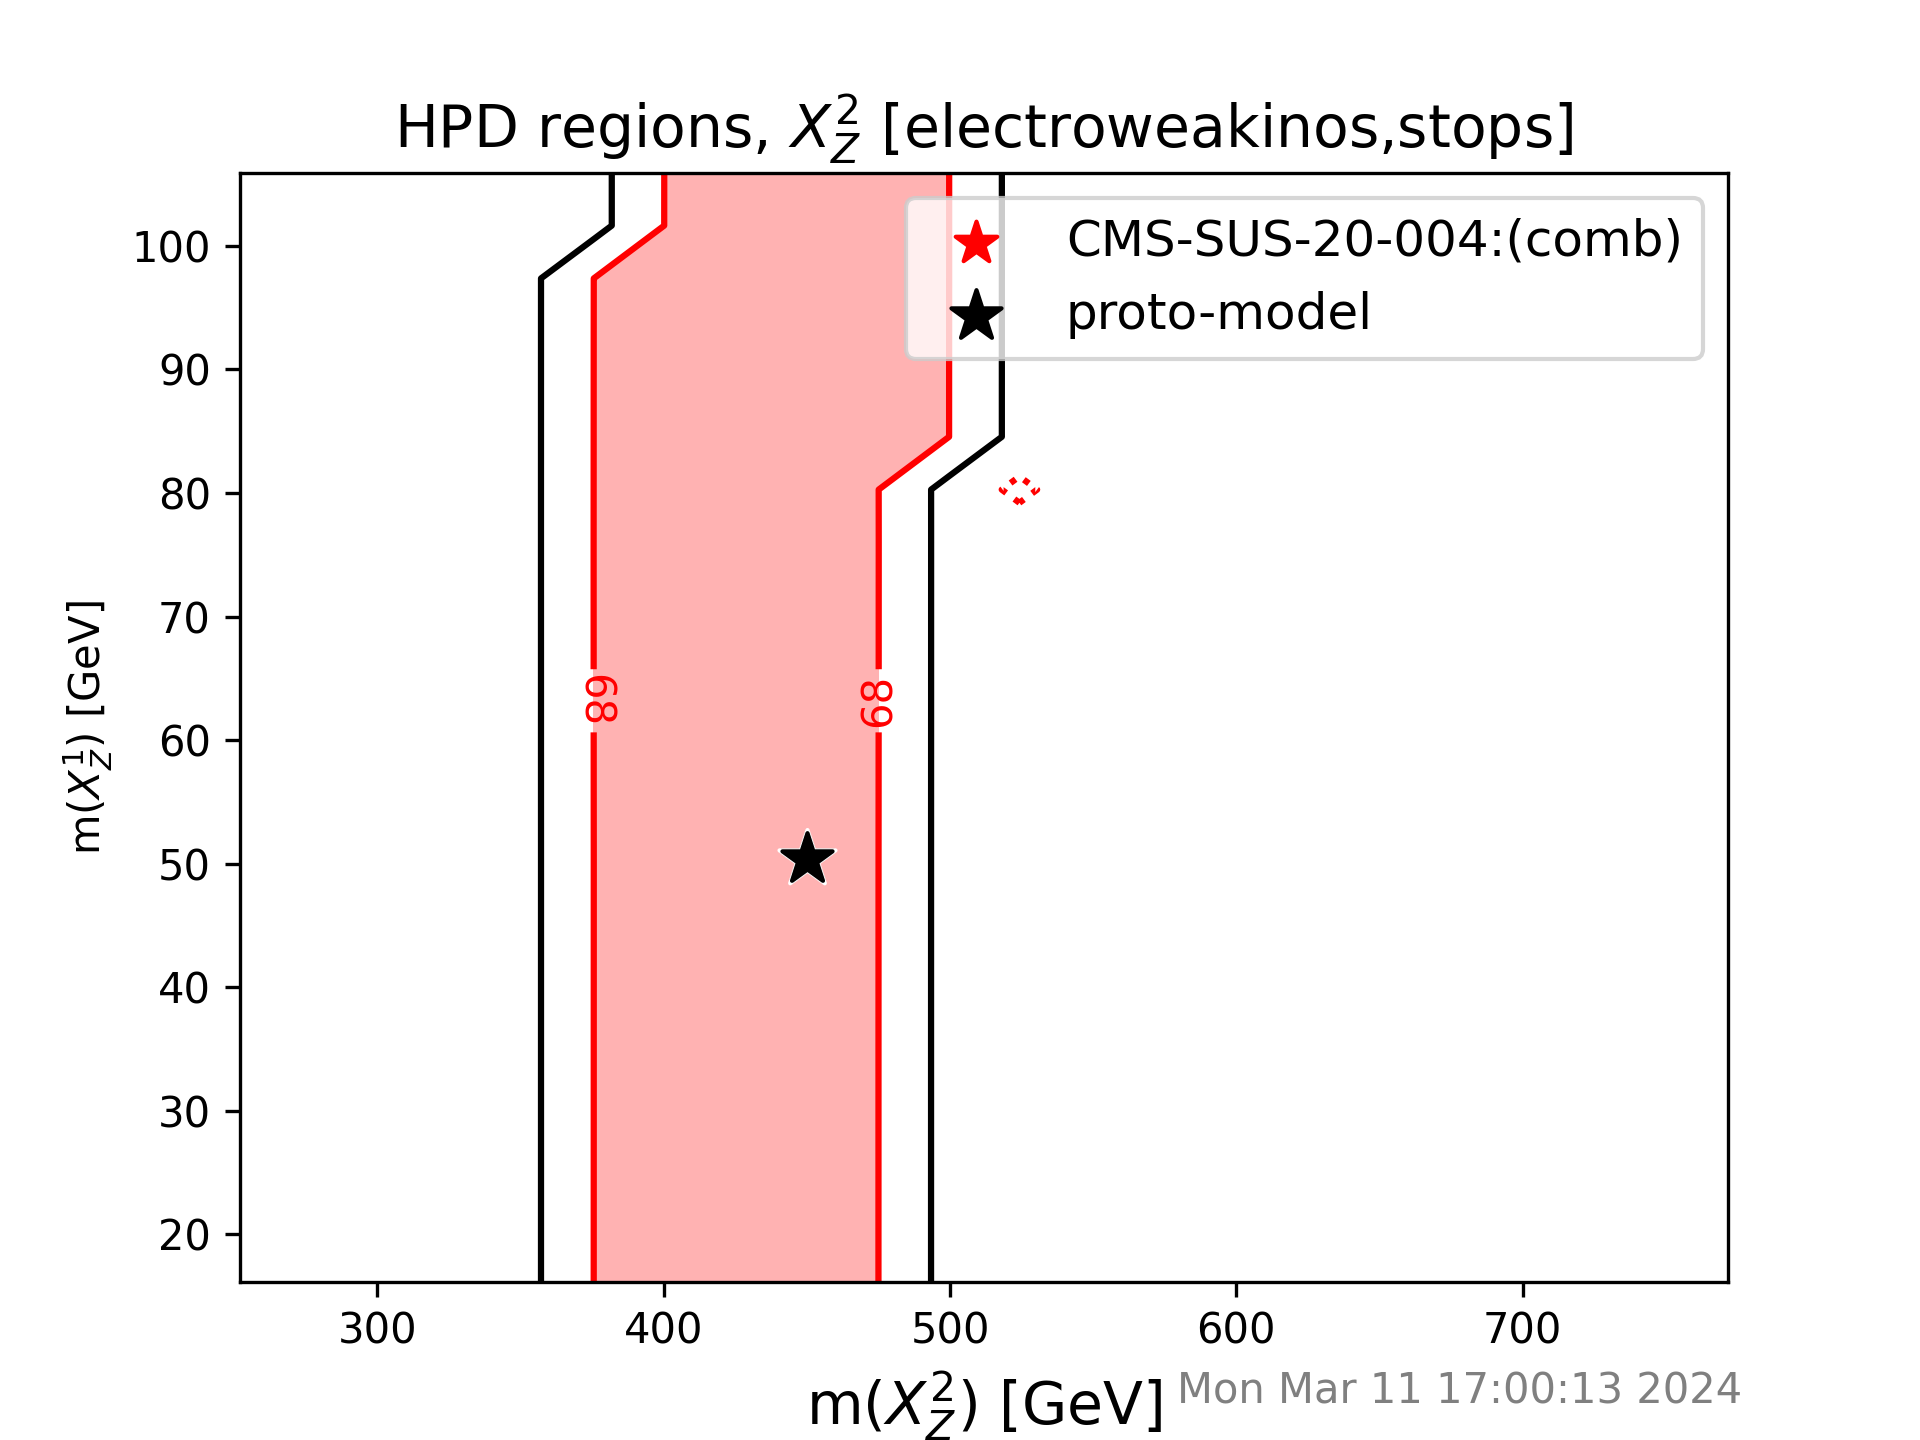 HPD regions, $X_Z^2$ [electroweakinos,stops]
CMS-SUS-20-004:(comb)
proto-model
100
90
80
70
60
50
40
30
20
m($X_Z^1$) [GeV]
68
68
300 400 500 600 700
m($X_Z^2$) [GeV]
Mon Mar 11 17:00:13 2024